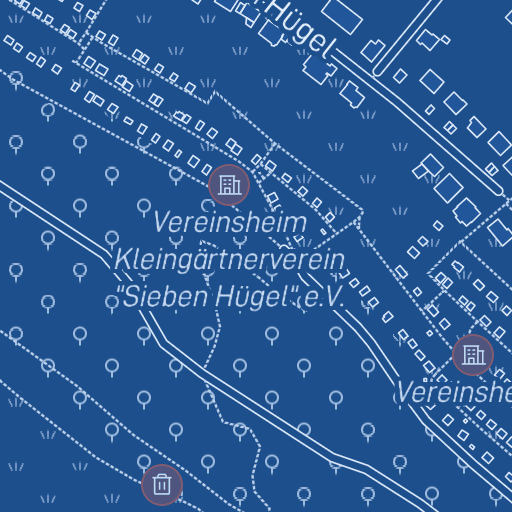 Hügel
Vereinsheim
Kleingärtnerverein
"Sieben Hügel" e.V.
Vereinshe